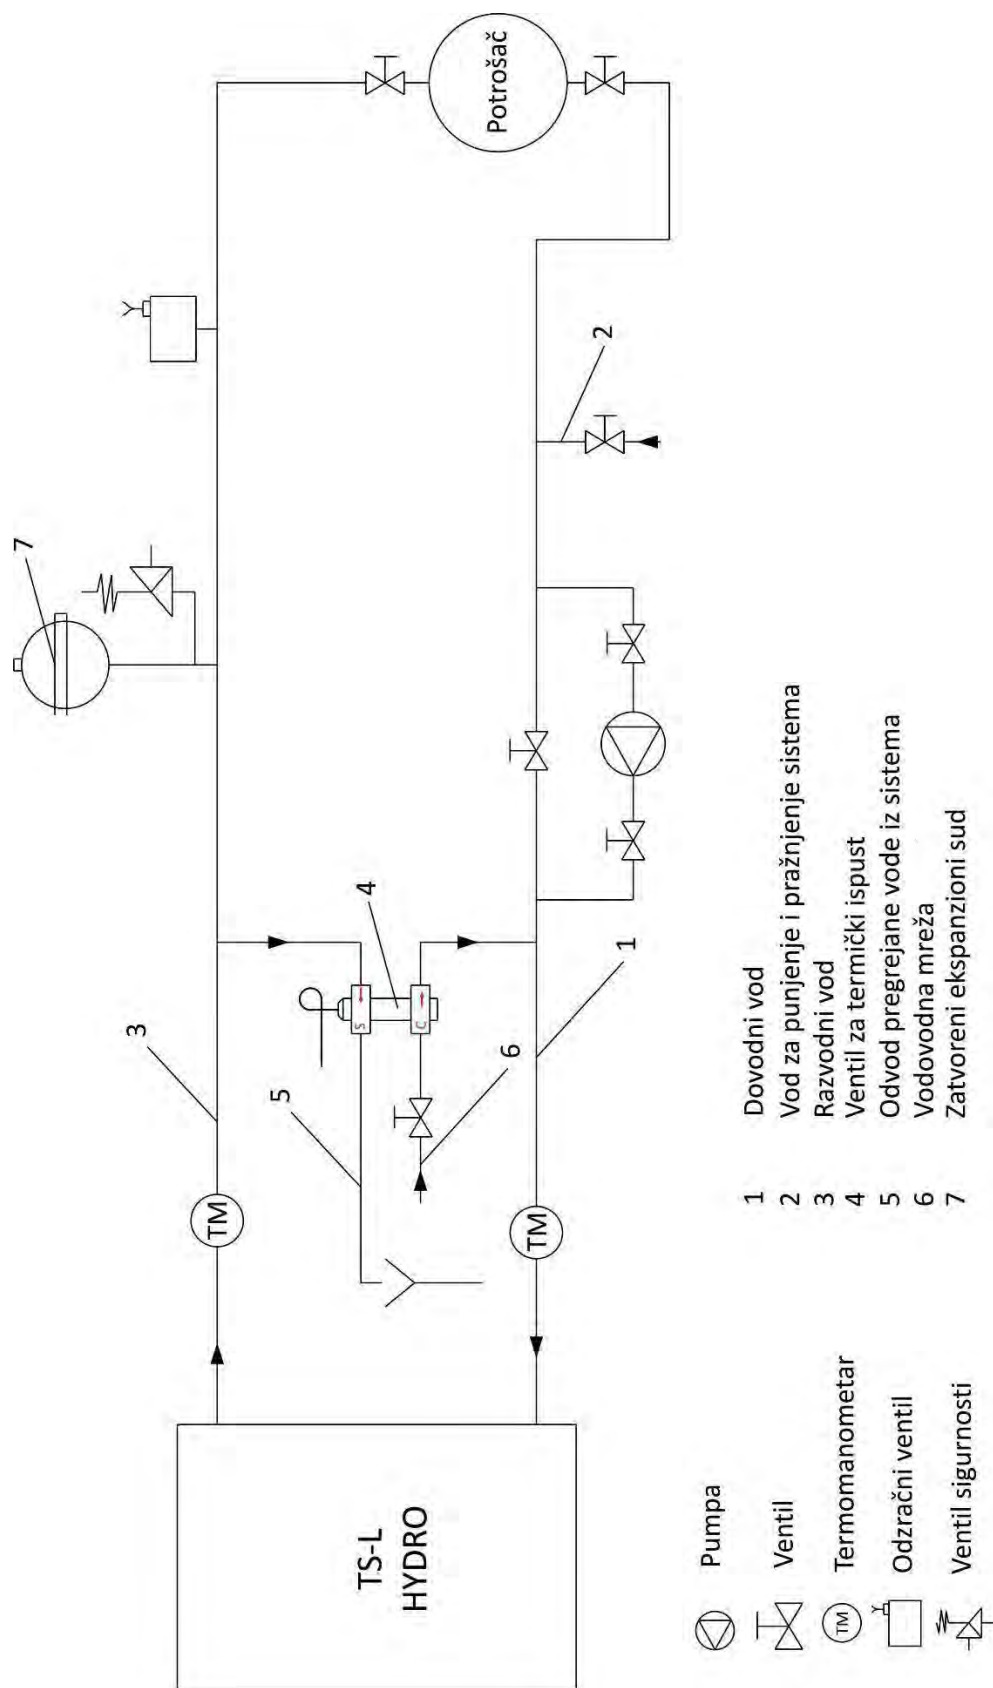 7
Potrošač
3
4
S
C
2
5
6
1
TM
TM
TS-L
HYDRO
Pumpa
Ventil
TM Termomanometar
Odzračni ventil
Ventil sigurnosti
1 Dovodni vod
2 Vod za punjenje i pražnjenje sistema
3 Razvodni vod
4 Ventil za termički ispust
5 Odvod pregrejane vode iz sistema
6 Vodovodna mreža
7 Zatvoreni ekspanzioni sud